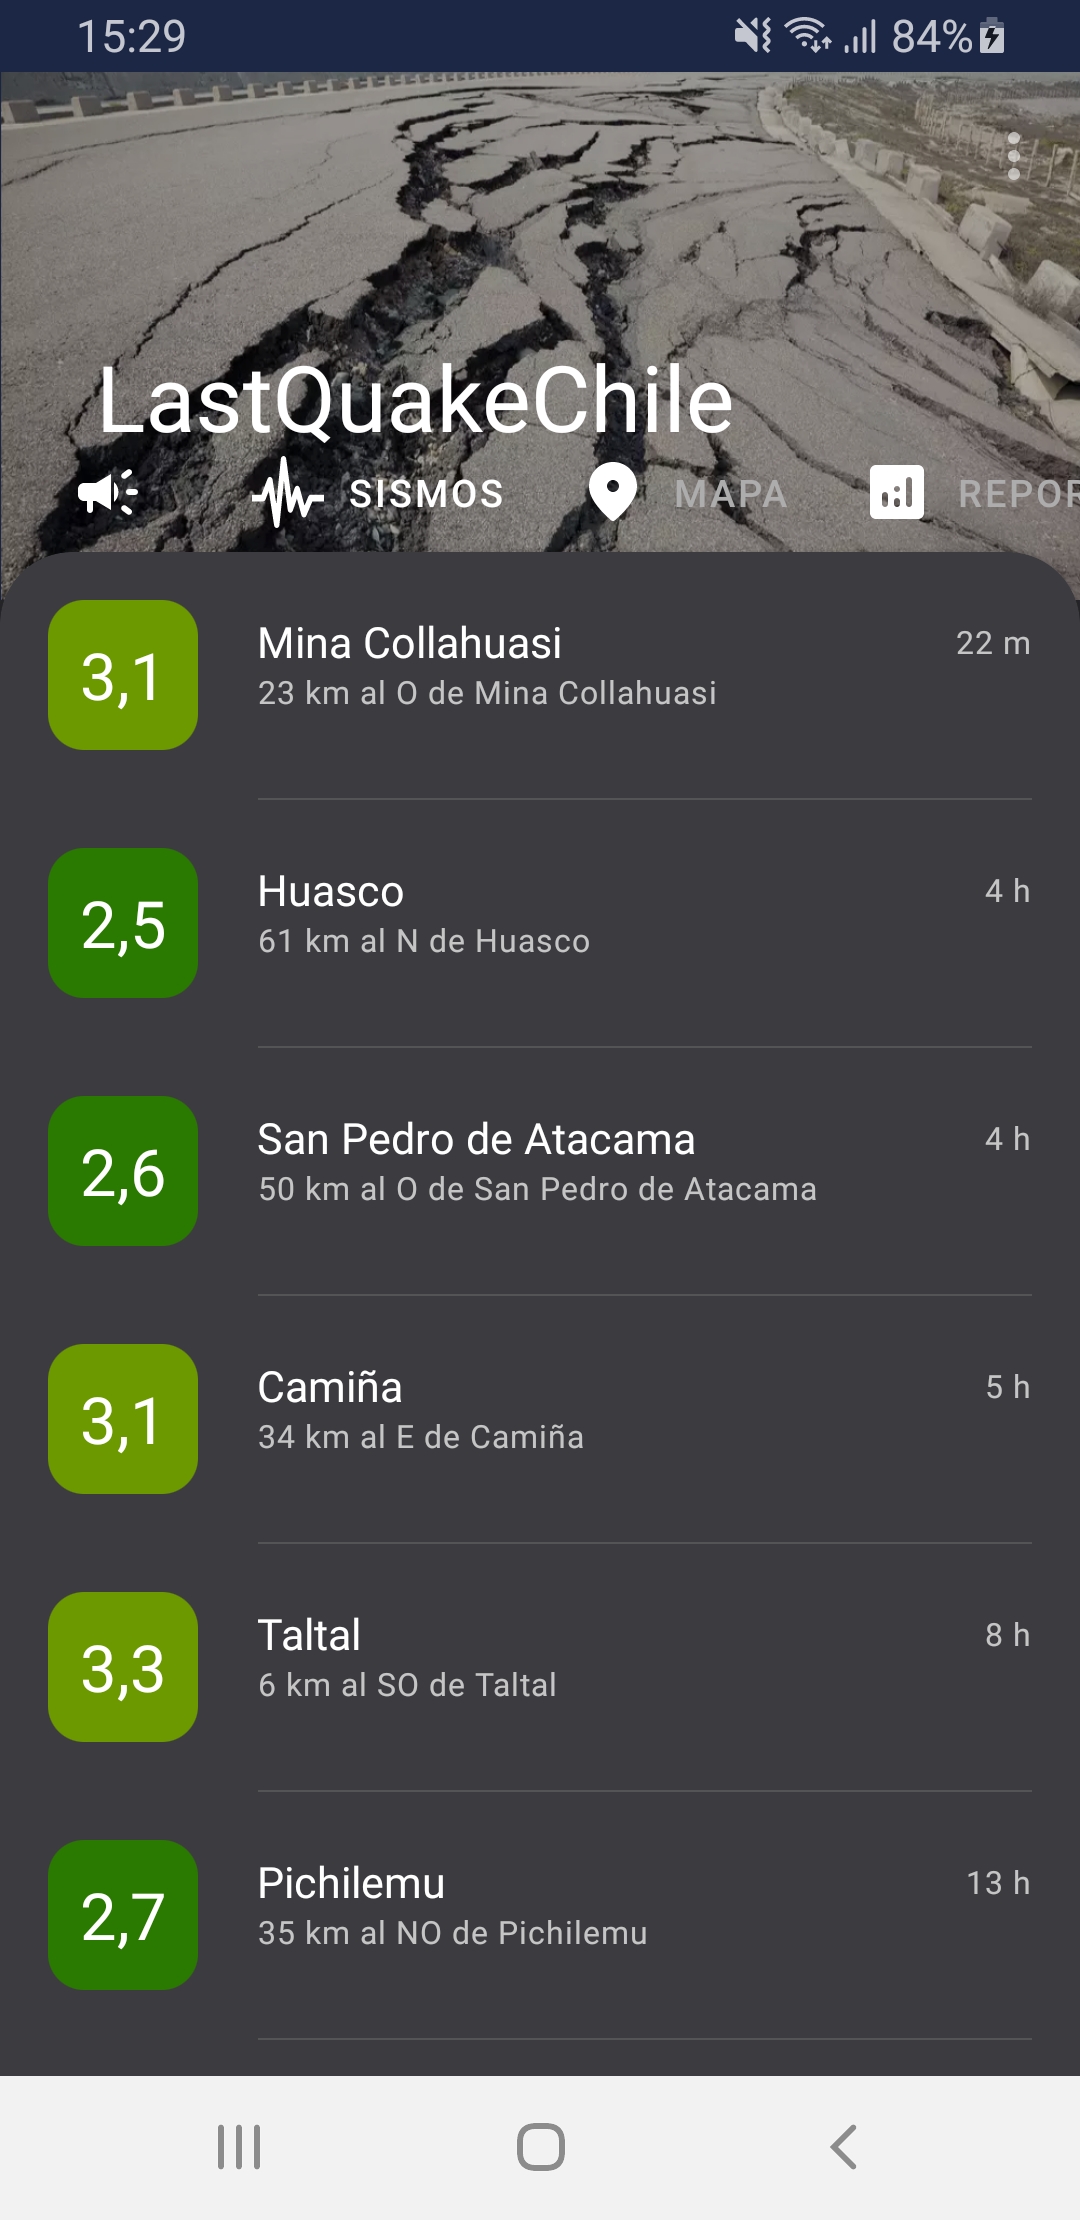 15:29 84%
LastQuakeChile
SISMOS MAPA REPOR
3,1 Mina Collahuasi 22 m
23 km al O de Mina Collahuasi
2,5 Huasco 4 h
61 km al N de Huasco
2,6 San Pedro de Atacama 4 h
50 km al O de San Pedro de Atacama
3,1 Camiña 5 h
34 km al E de Camiña
3,3 Taltal 8 h
6 km al SO de Taltal
2,7 Pichilemu 13 h
35 km al NO de Pichilemu